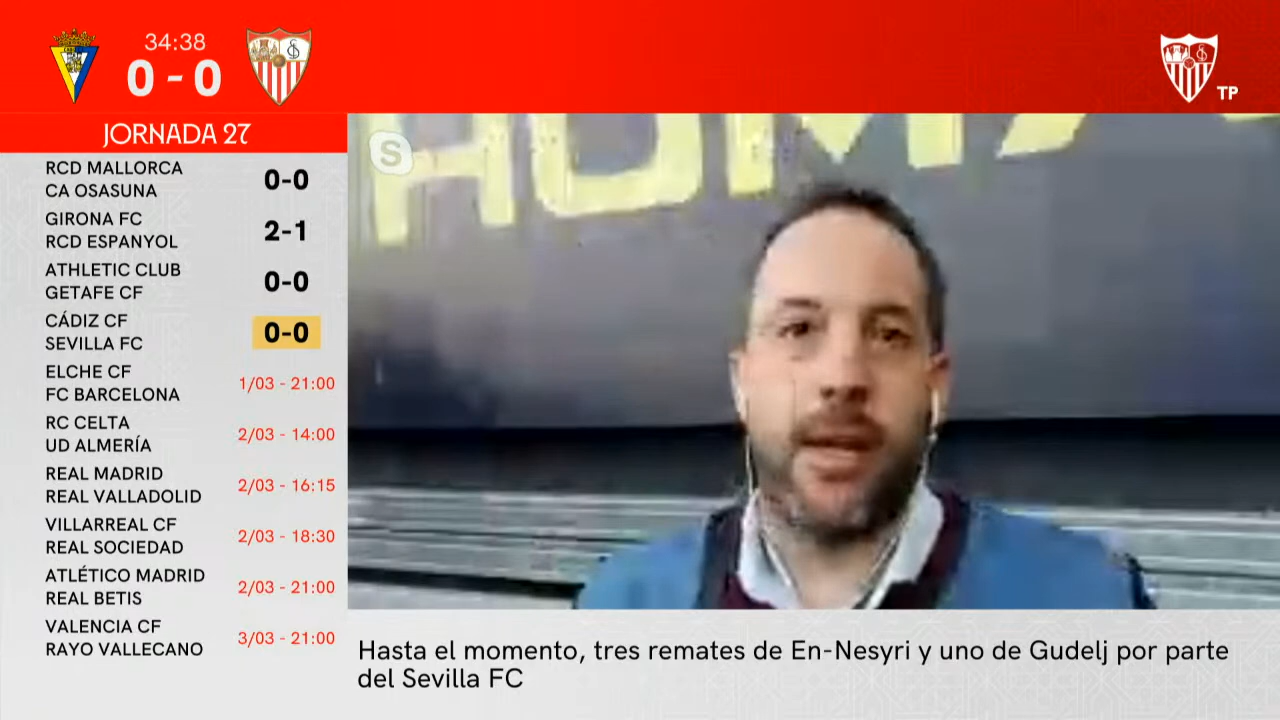 34:38
0 - 0
TP
JORNADA 27
RCD MALLORCA
CA OSASUNA
0-0
GIRONA FC
RCD ESPANYOL
2-1
ATHLETIC CLUB
GETAFE CF
0-0
CÁDIZ CF
SEVILLA FC
0-0
ELCHE CF
FC BARCELONA
1/03 - 21:00
RC CELTA
UD ALMERÍA
2/03 - 14:00
REAL MADRID
REAL VALLADOLID
2/03 - 16:15
VILLARREAL CF
REAL SOCIEDAD
2/03 - 18:30
ATLÉTICO MADRID
REAL BETIS
2/03 - 21:00
VALENCIA CF
RAYO VALLECANO
3/03 - 21:00
S
Hasta el momento, tres remates de En-Nesyri y uno de Gudelj por parte
del Sevilla FC